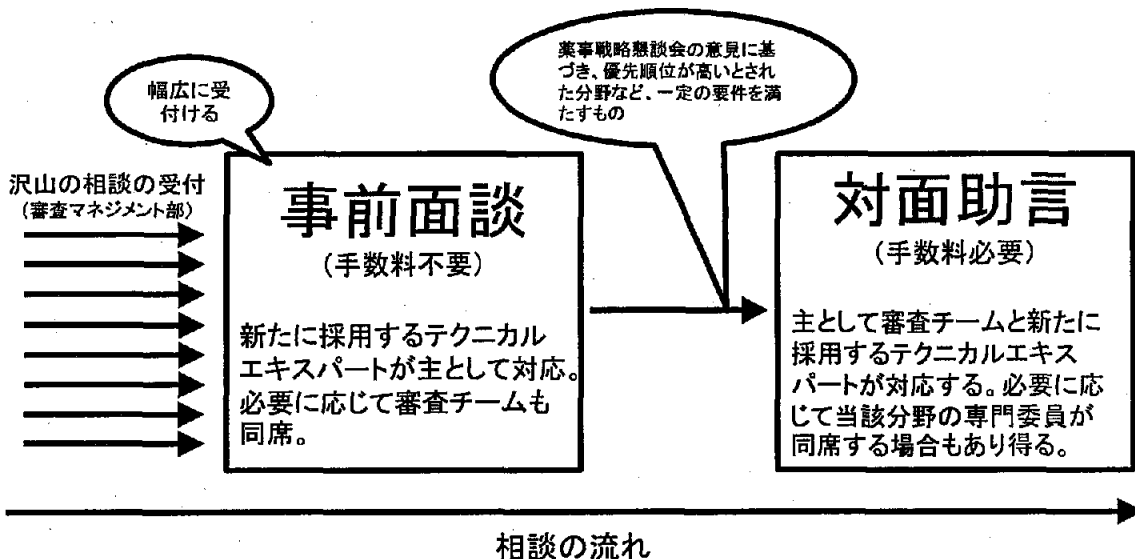 幅広に受
付ける
薬事戦略懇談会の意見に基
づき、優先順位が高いとされ
た分野など、一定の要件を満
たすもの
沢山の相談の受付
(審査マネジメント部)
事前面談
(手数料不要)
新たに採用するテクニカル
エキスパートが主として対応。
必要に応じて審査チームも
同席。
対面助言
(手数料必要)
主として審査チームと新たに
採用するテクニカルエキス
パートが対応する。必要に応
じて当該分野の専門委員が
同席する場合もあり得る。
相談の流れ